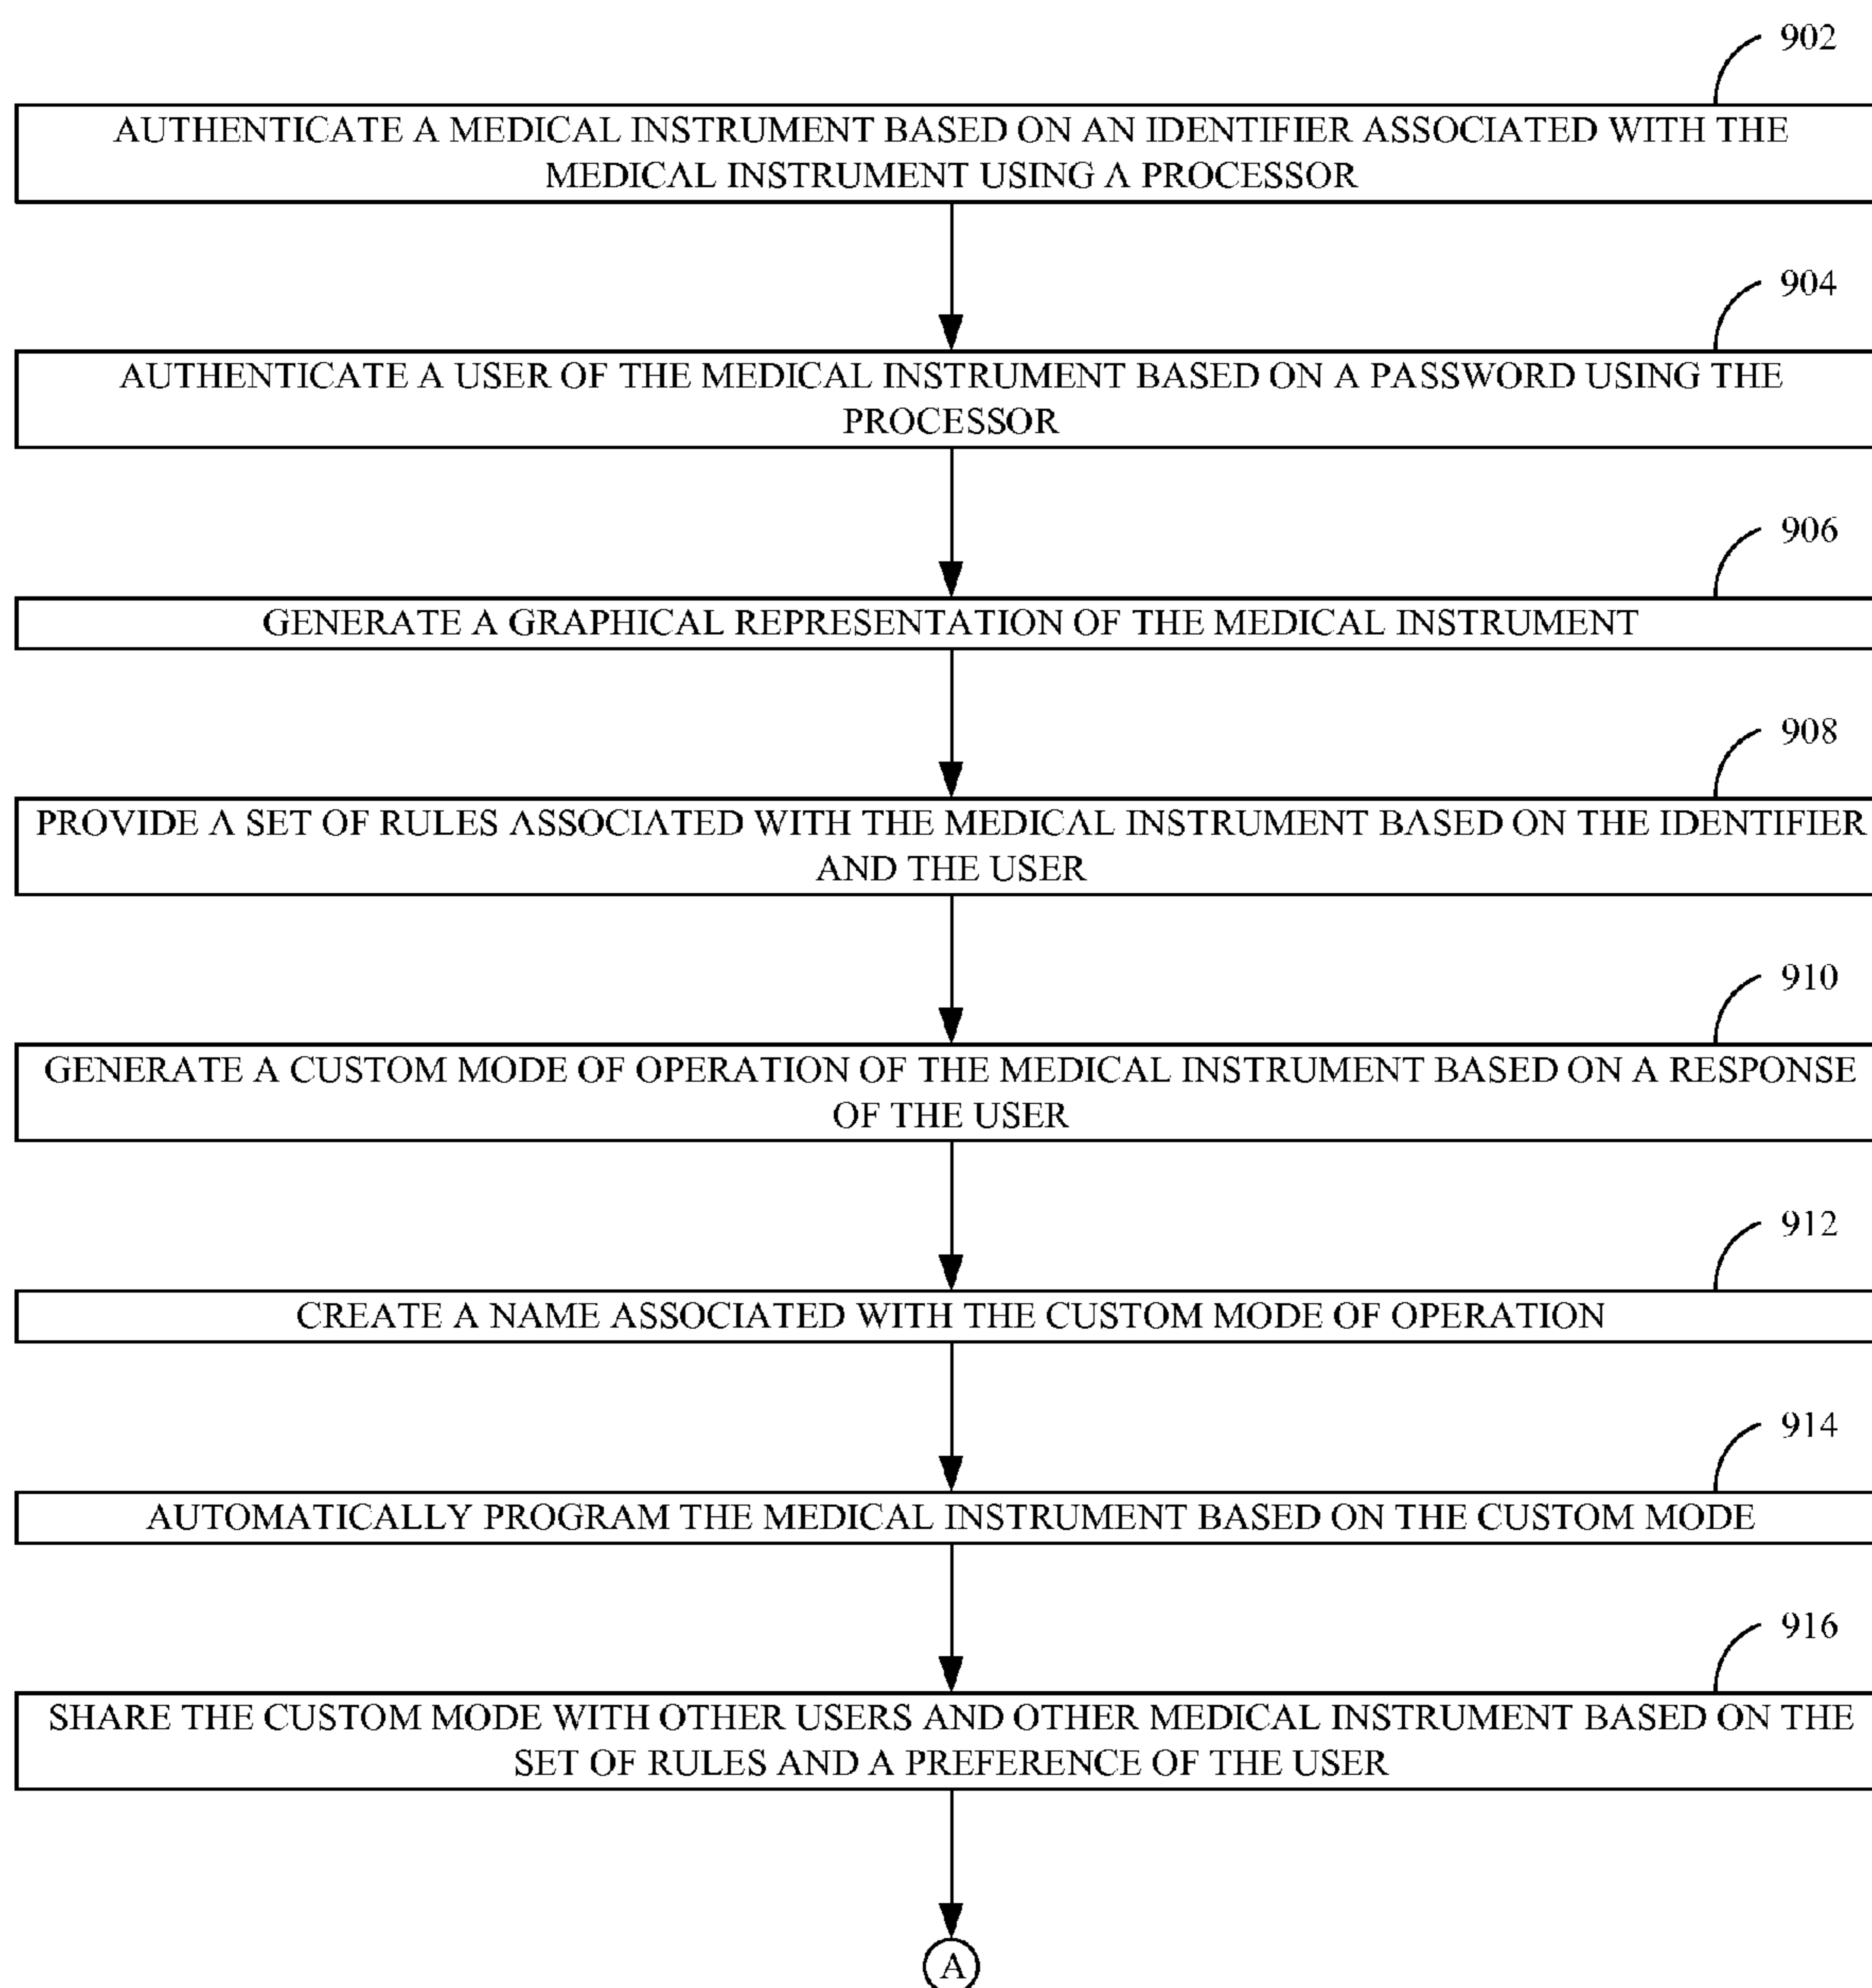 902
AUTHENTICATE A MEDICAL INSTRUMENT BASED ON AN IDENTIFIER ASSOCIATED WITH THE
MEDICAL INSTRUMENT USING A PROCESSOR
904
AUTHENTICATE A USER OF THE MEDICAL INSTRUMENT BASED ON A PASSWORD USING THE
PROCESSOR
906
GENERATE A GRAPHICAL REPRESENTATION OF THE MEDICAL INSTRUMENT
908
PROVIDE A SET OF RULES ASSOCIATED WITH THE MEDICAL INSTRUMENT BASED ON THE IDENTIFIER
AND THE USER
910
GENERATE A CUSTOM MODE OF OPERATION OF THE MEDICAL INSTRUMENT BASED ON A RESPONSE
OF THE USER
912
CREATE A NAME ASSOCIATED WITH THE CUSTOM MODE OF OPERATION
914
AUTOMATICALLY PROGRAM THE MEDICAL INSTRUMENT BASED ON THE CUSTOM MODE
916
SHARE THE CUSTOM MODE WITH OTHER USERS AND OTHER MEDICAL INSTRUMENT BASED ON THE
SET OF RULES AND A PREFERENCE OF THE USER
A